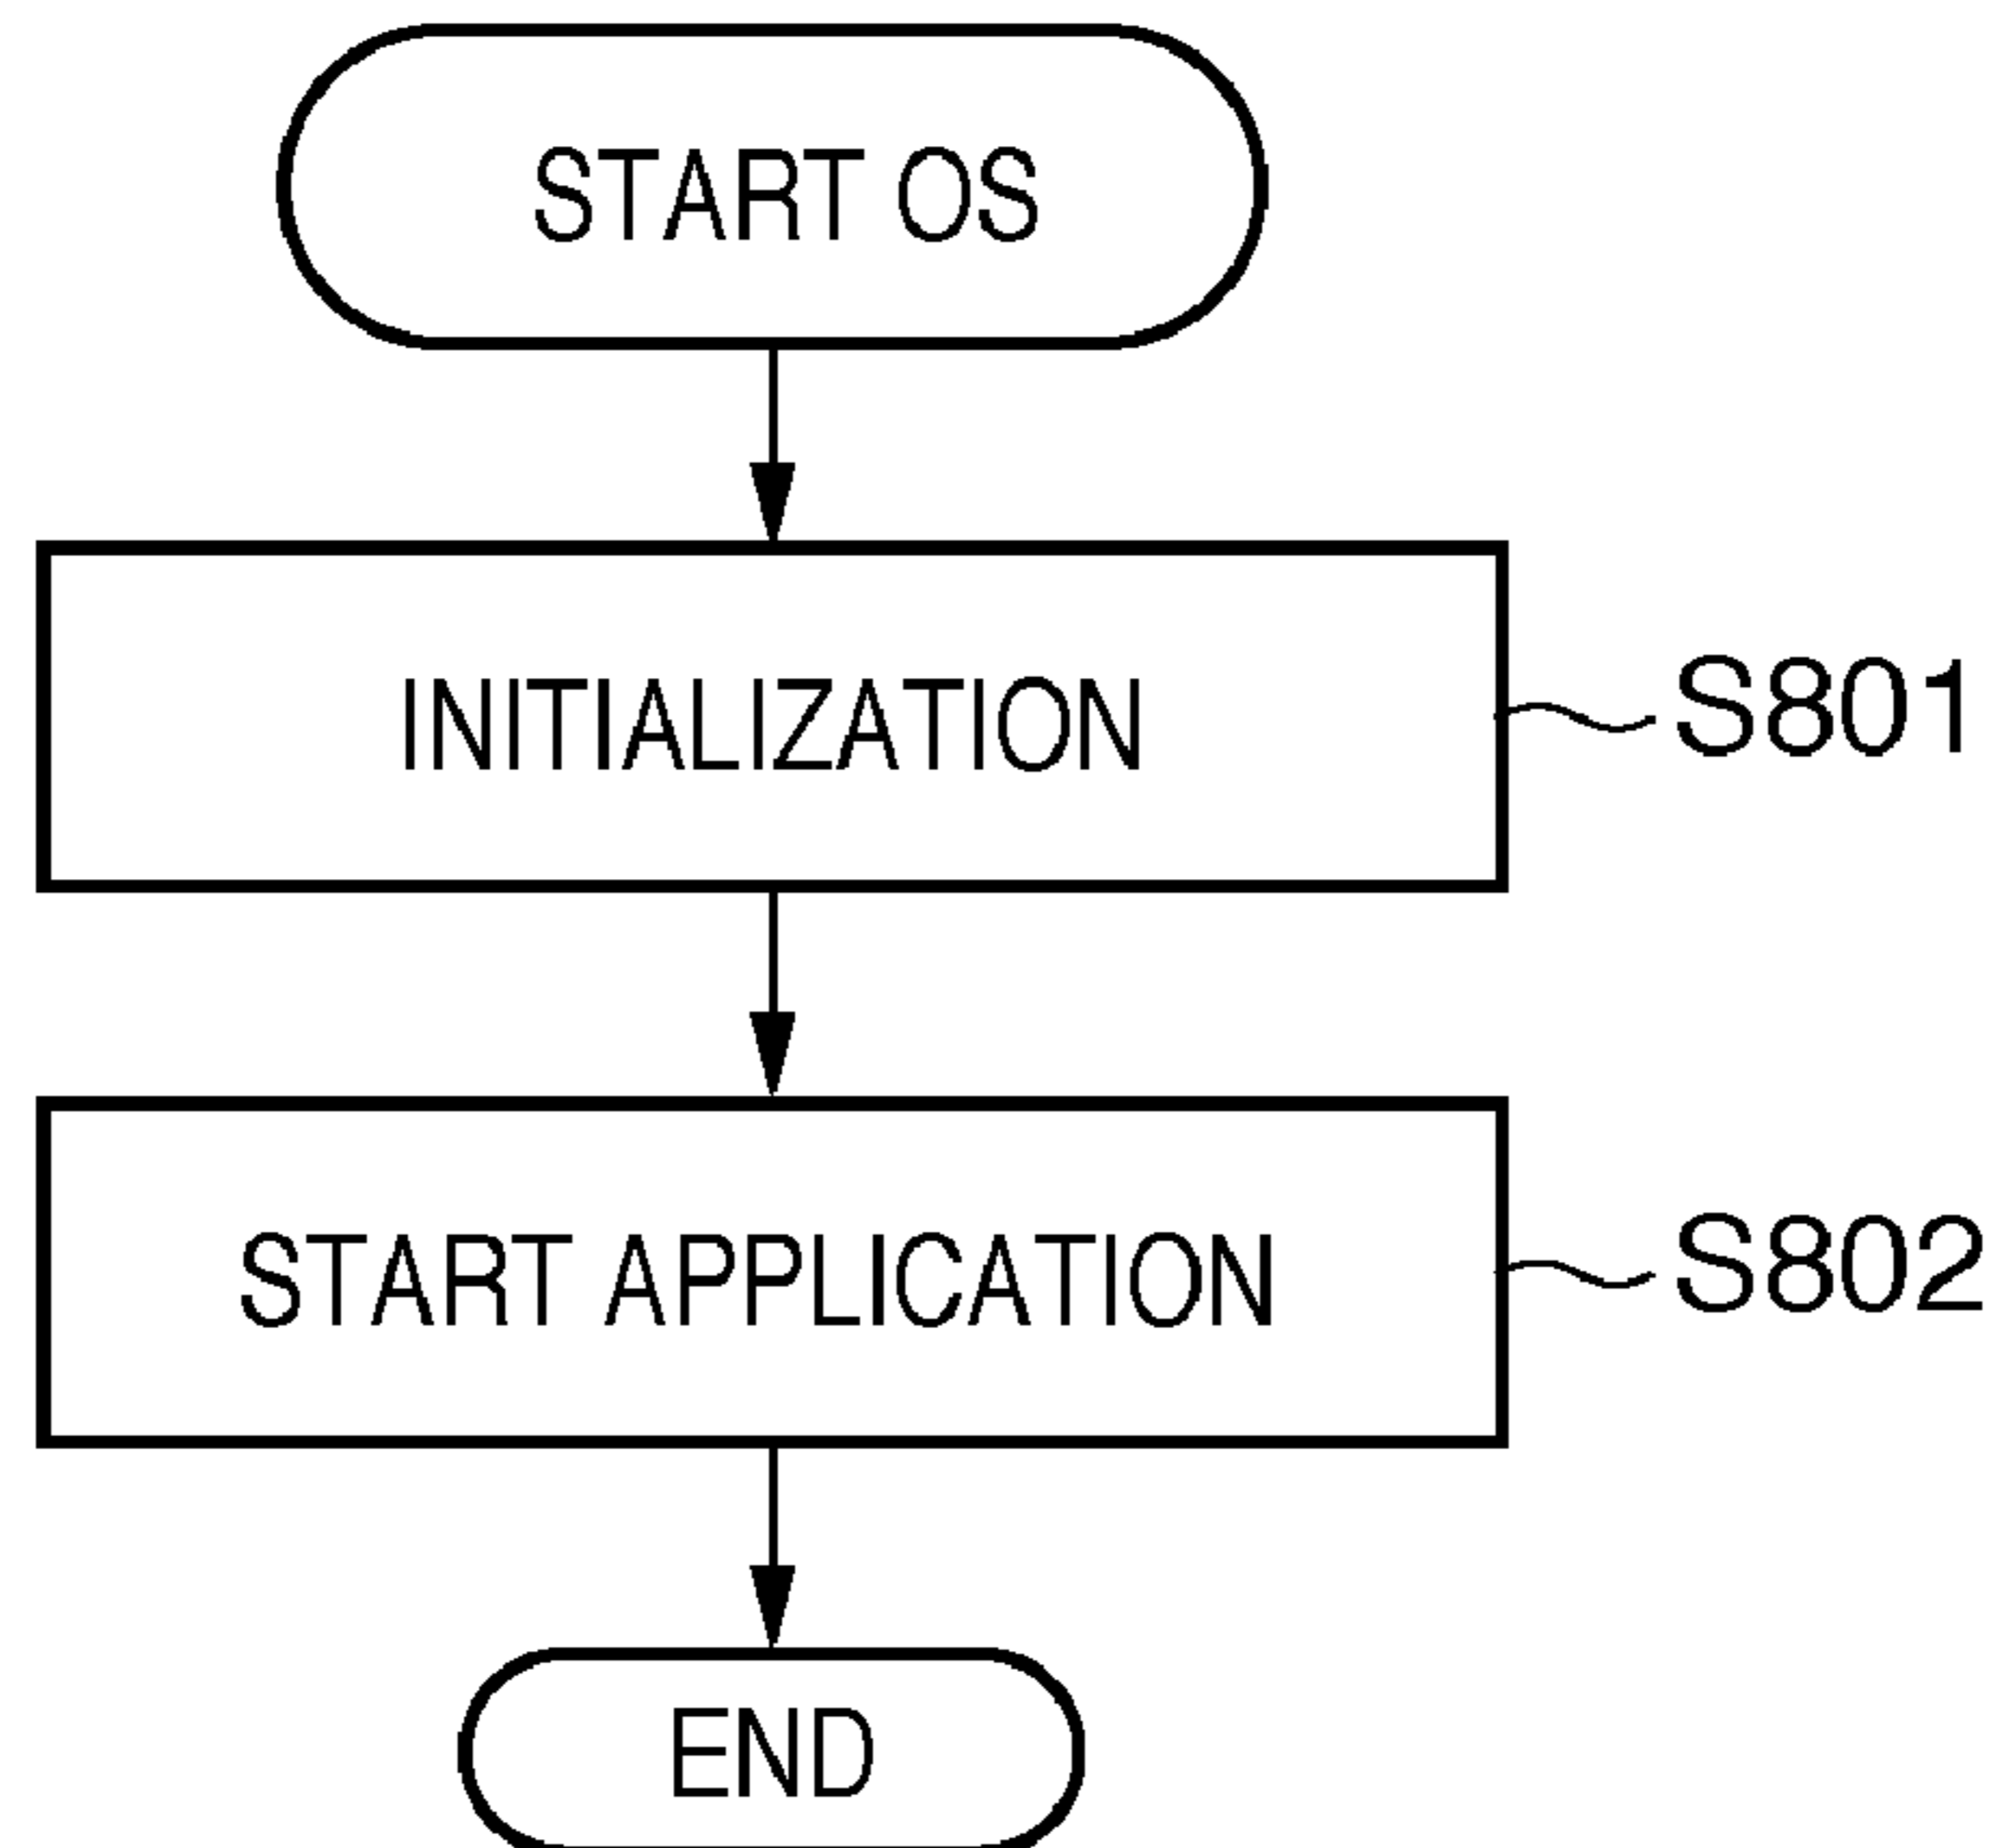 START OS
INITIALIZATION
S801
START APPLICATION
S802
END